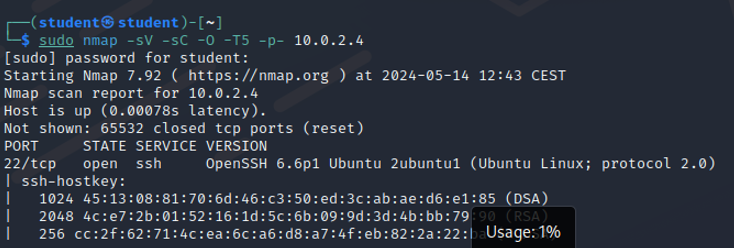 ┌──(student㉿student)-[~]
└─$ sudo nmap -sV -sC -O -T5 -p- 10.0.2.4
[sudo] password for student:
Starting Nmap 7.92 ( https://nmap.org ) at 2024-05-14 12:43 CEST
Nmap scan report for 10.0.2.4
Host is up (0.00078s latency).
Not shown: 65532 closed tcp ports (reset)
PORT STATE SERVICE VERSION
22/tcp open ssh OpenSSH 6.6p1 Ubuntu 2ubuntu1 (Ubuntu Linux; protocol 2.0)
| ssh-hostkey:
| 1024 45:13:08:81:70:6d:46:c3:50:ed:3c:ab:ae:d6:e1:85 (DSA)
| 2048 4c:e7:2b:01:52:16:1d:5c:6b:09:9d:3d:4b:bb:79:90 (RSA)
| 256 cc:2f:62:71:4c:ea:6c:a6:d8:a7:4f:eb:82:2a:22:
Usage: 1%